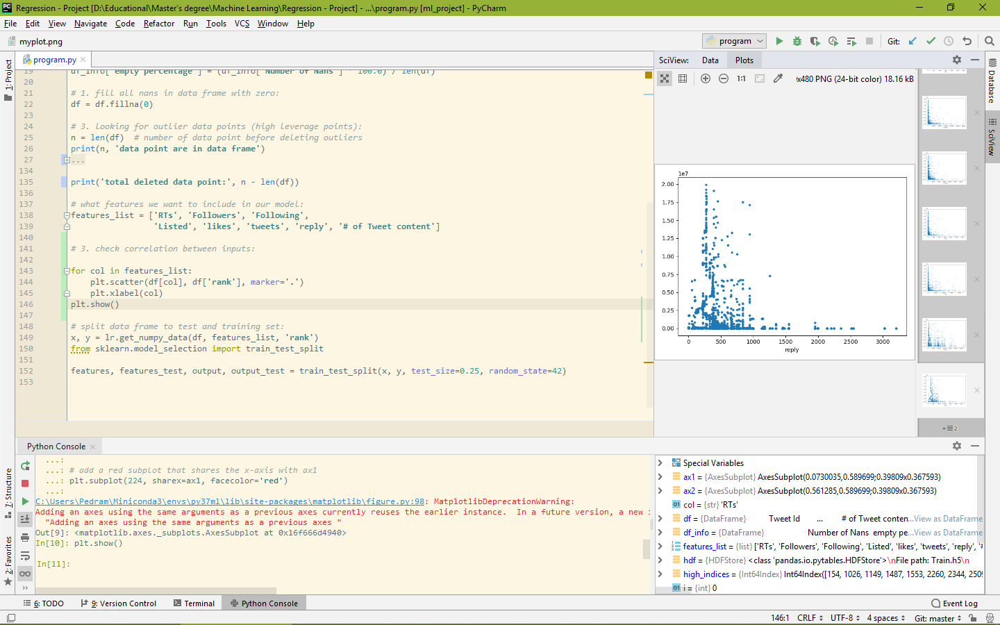 Regression - Project [D:\Educational\Master's degree\Machine Learning\Regression - Project] - ...\program.py [ml_project] - PyCharm
File Edit View Navigate Code Refactor Run Tools VCS Window Help
myplot.png
program
Git:
1: Project
program.py
SciView: Data Plots
19 df_info['empty percentage'] = (df_info['Number of Nans'] * 100.0) / len(df)
20
21 # 1. fill all nans in data frame with zero:
22 df = df.fillna(0)
23
24 # 3. looking for outlier data points (high leverage points):
25 n = len(df)  # number of data point before deleting outliers
26 print(n, 'data point are in data frame')
27 ...
134
135 print('total deleted data point:', n - len(df))
136
137 # what features we want to include in our model:
138 features_list = ['RTs', 'Followers', 'Following',
139 'Listed', 'likes', 'tweets', 'reply', '# of Tweet content']
140
141 # 3. check correlation between inputs:
142
143 for col in features_list:
144 plt.scatter(df[col], df['rank'], marker='.')
145 plt.xlabel(col)
146 plt.show()
147
148 # split data frame to test and training set:
149 x, y = lr.get_numpy_data(df, features_list, 'rank')
150 from sklearn.model_selection import train_test_split
151
152 features, features_test, output, output_test = train_test_split(x, y, test_size=0.25, random_state=42)
153
1:1
x480 PNG (24-bit color) 18.16 kB
1e7
2.00
1.75
1.50
1.25
1.00
0.75
0.50
0.25
0.00
0 500 1000 1500 2000 2500 3000
reply
2
Database
SciView
7: Structure
2: Favorites
Python Console
...:
...: # add a red subplot that shares the x-axis with ax1
...: plt.subplot(224, sharex=ax1, facecolor='red')
...:
C:\Users\Pedram\Miniconda3\envs\py37ml\lib\site-packages\matplotlib\figure.py:98: MatplotlibDeprecationWarning:
Adding an axes using the same arguments as a previous axes currently reuses the earlier instance.  In a future version, a new i
"Adding an axes using the same arguments as a previous axes "
Out[9]: <matplotlib.axes._subplots.AxesSubplot at 0x16f666d4940>
In[10]: plt.show()
In[11]:
Special Variables
ax1 = {AxesSubplot} AxesSubplot(0.0730035,0.589699;0.39809x0.367593)
ax2 = {AxesSubplot} AxesSubplot(0.561285,0.589699;0.39809x0.367593)
01 col = {str} 'RTs'
df = {DataFrame} Tweet Id ... # of Tweet conten...View as DataFrame
df_info = {DataFrame} Number of Nans empty pe...View as DataFrame
features_list = {list} ['RTs', 'Followers', 'Following', 'Listed', 'likes', 'tweets', 'reply', '#
hdf = {HDFStore} <class 'pandas.io.pytables.HDFStore'>\nFile path: Train.h5\n
high_indices = {Int64Index} Int64Index([154, 1026, 1149, 1487, 1553, 2260, 2344, 2509
01 i = {int} 0
6: TODO 9: Version Control Terminal Python Console Event Log
146:1 CRLF UTF-8 4 spaces Git: master